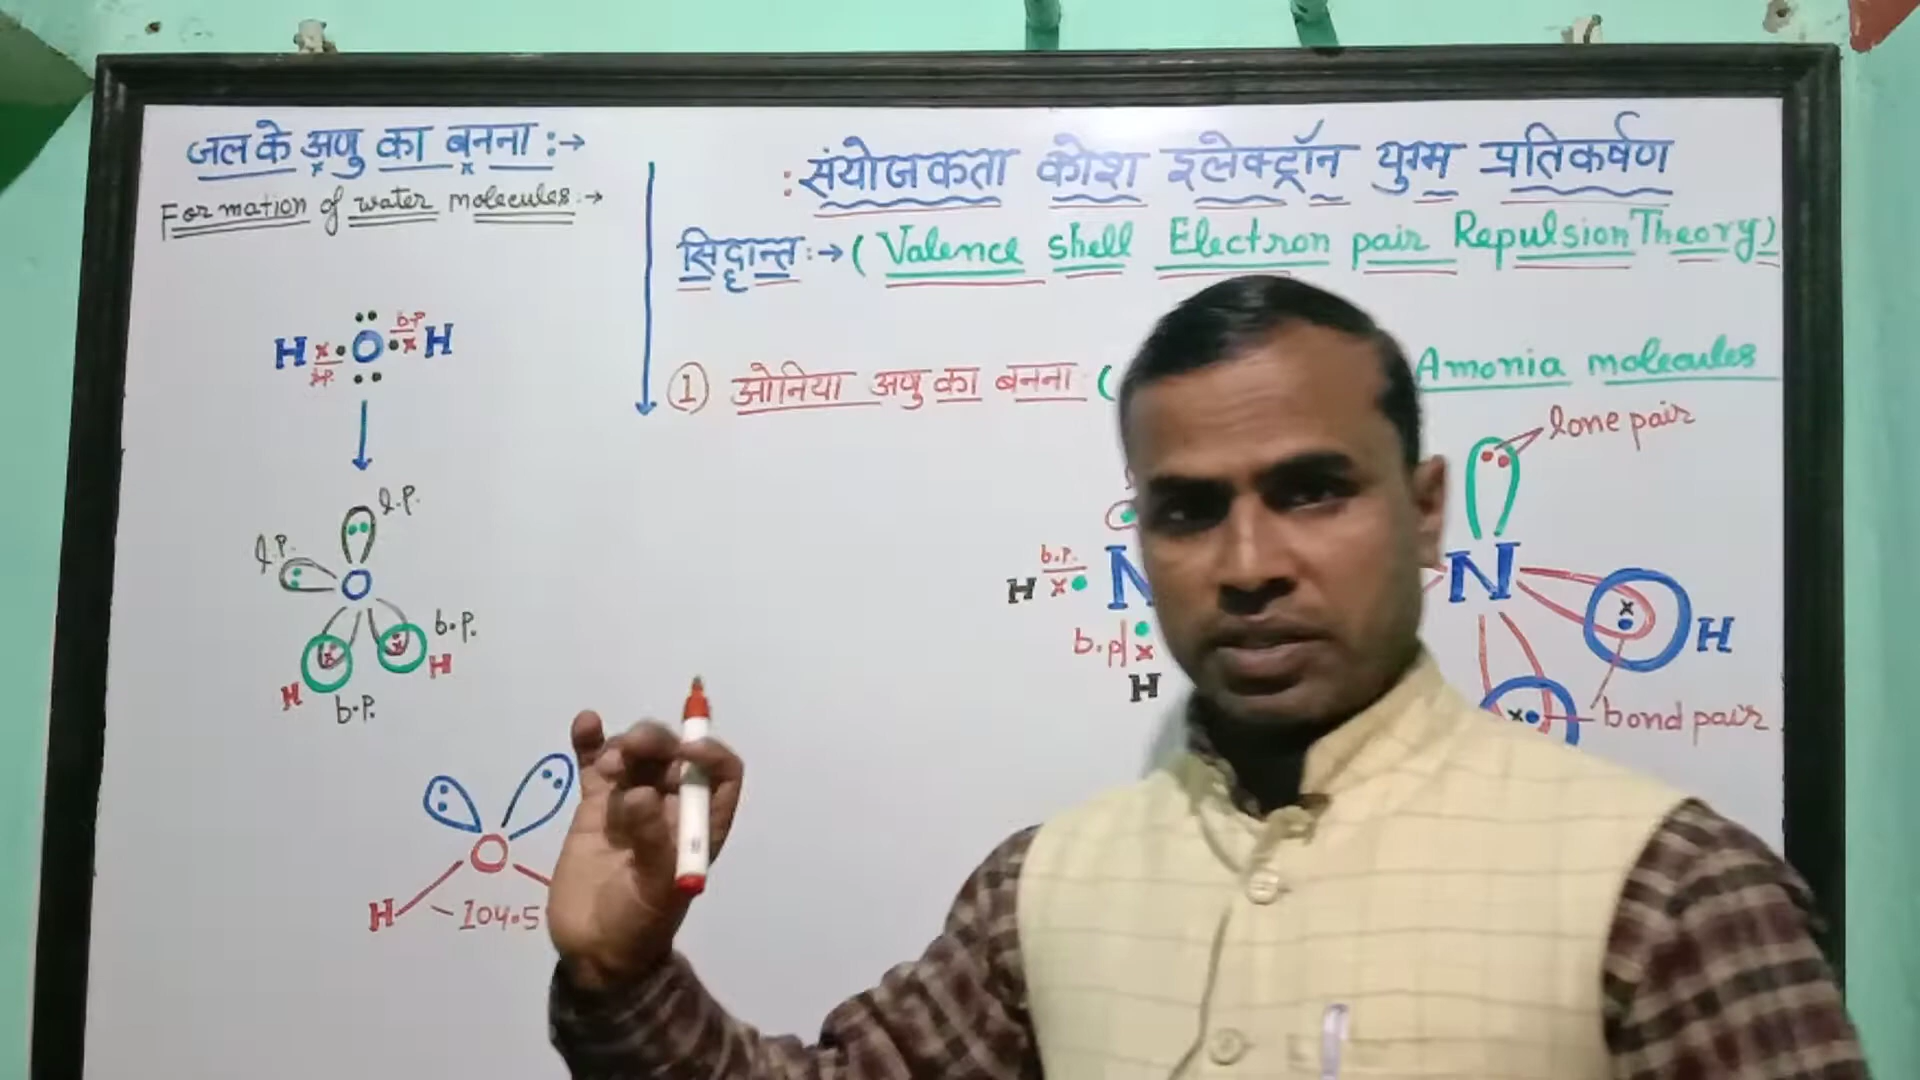 जल के अणु का बनना :→
Formation of water molecules :→
H x• O •x H
b.p
b.p.
l.p.
l.p.
O
b.p.
H
H
b.p.
O
H
104.5
: संयोजकता कोश इलेक्ट्रॉन युग्म प्रतिकर्षण
सिद्धान्त :→ ( Valence shell Electron pair Repulsion Theory )
① ओनिया अणु का बनना (
Amonia molecules
lone pair
b.p.
H x• N
b.p
x
H
N
x
H
x
bond pair